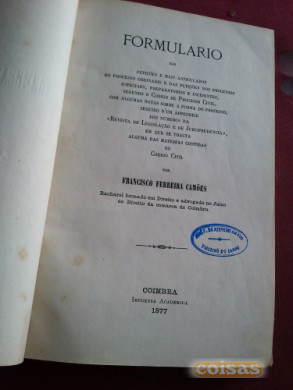 FORMULARIO
DAS
PETIÇÕES E MAIS ARTICULADOS
DO PROCESSO ORDINARIO E DAS PETIÇÕES DOS PROCESSOS
ESPECIAES, PREPARATORIOS E INCIDENTES,
SEGUNDO O CODIGO DE PROCESSO CIVIL,
COM ALGUMAS NOTAS SOBRE A FORMA DO PROCESSO,
SEGUIDO D'UM APPENDICE
DOS NUMEROS DA
«REVISTA DE LEGISLAÇÃO E DE JURISPRUDENCIA»,
EM QUE SE TRACTA
ALGUMA DAS MATERIAS CONTIDAS
NO
CODIGO CIVIL
POR
FRANCISCO FERREIRA CAMÕES
Bacharel formado em Direito e advogado no Juizo
de Direito da comarca de Coimbra
COIMBRA
IMPRENSA ACADEMICA
1877
coisas